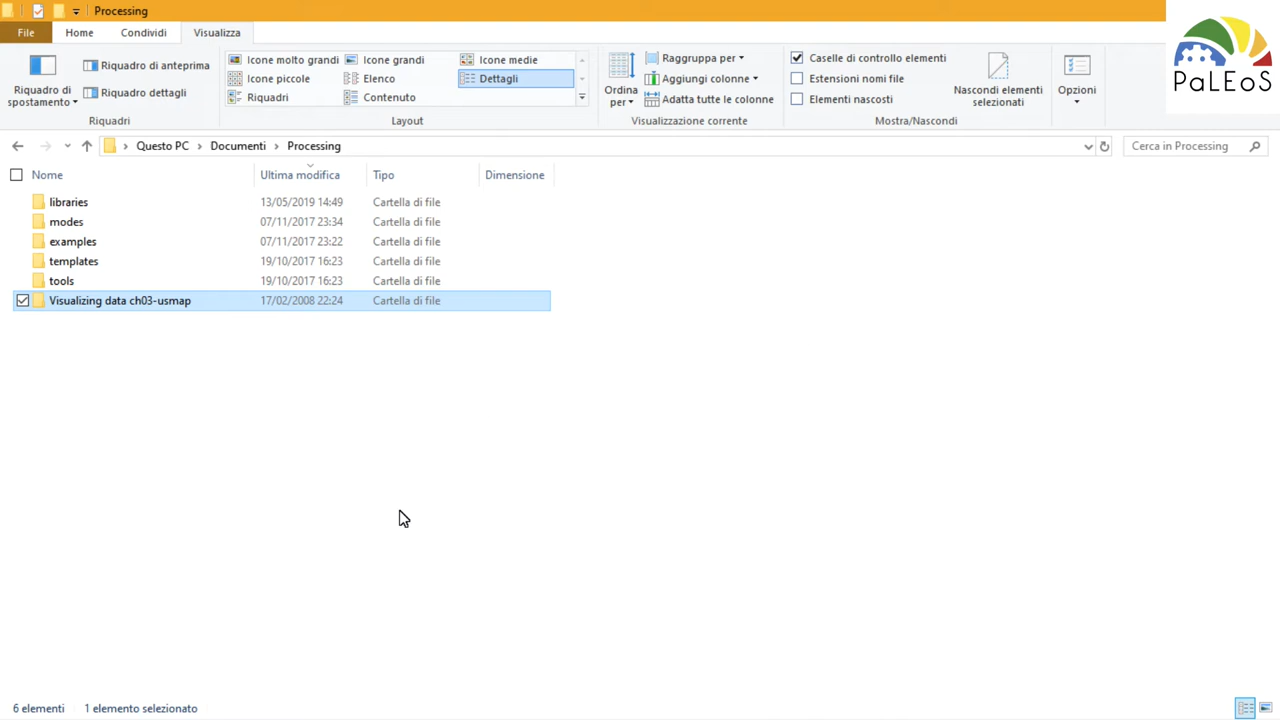 Processing
File Home Condividi Visualizza
Riquadro di spostamento
Riquadro di anteprima
Riquadro dettagli
Riquadri
Icone molto grandi Icone grandi Icone medie
Icone piccole Elenco Dettagli
Riquadri Contenuto
Layout
Ordina per
Raggruppa per
Aggiungi colonne
Adatta tutte le colonne
Visualizzazione corrente
Caselle di controllo elementi
Estensioni nomi file
Elementi nascosti
Nascondi elementi selezionati
Mostra/Nascondi
Opzioni
PaLEoS
Questo PC Documenti Processing
Cerca in Processing
Nome Ultima modifica Tipo Dimensione
libraries 13/05/2019 14:49 Cartella di file
modes 07/11/2017 23:34 Cartella di file
examples 07/11/2017 23:22 Cartella di file
templates 19/10/2017 16:23 Cartella di file
tools 19/10/2017 16:23 Cartella di file
Visualizing data ch03-usmap 17/02/2008 22:24 Cartella di file
6 elementi 1 elemento selezionato